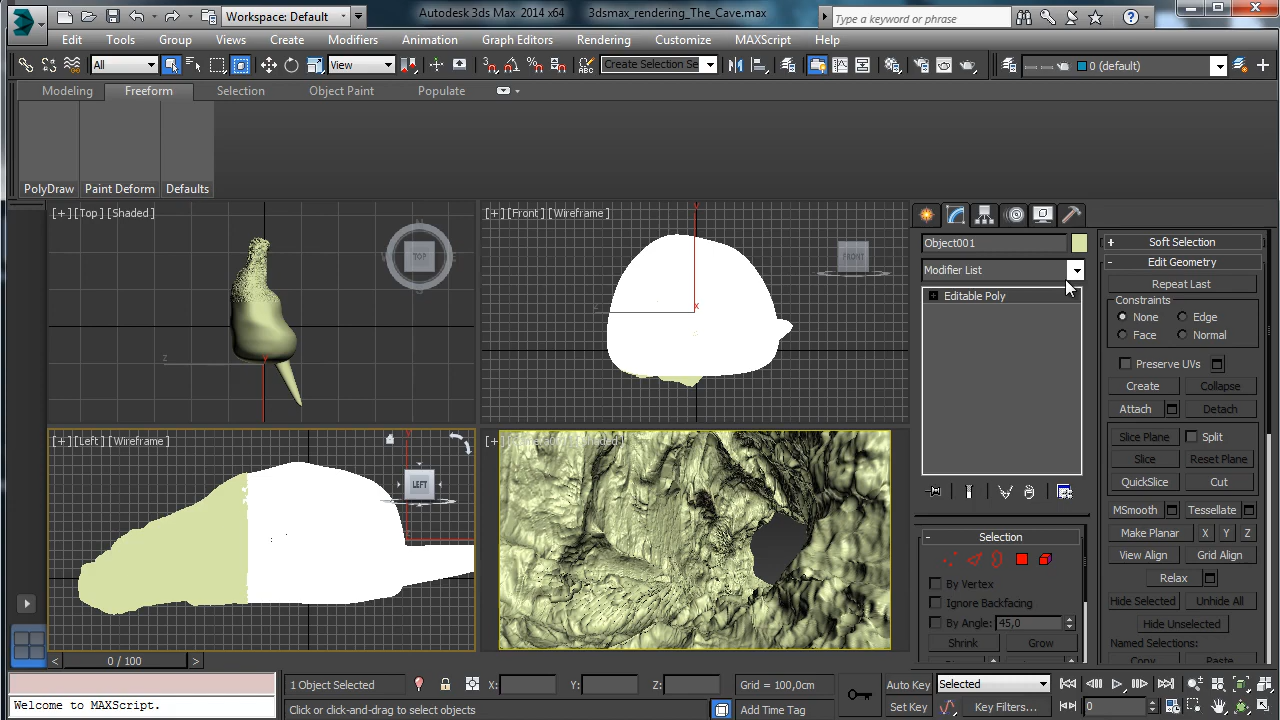 Workspace: Default
Autodesk 3ds Max 2014 x64 3dsmax_rendering_The_Cave.max
Type a keyword or phrase
Edit Tools Group Views Create Modifiers Animation Graph Editors Rendering Customize MAXScript Help
All View Create Selection Se 0 (default)
Modeling Freeform Selection Object Paint Populate
PolyDraw Paint Deform Defaults
[+] [Top] [Shaded]
TOP
[+] [Front] [Wireframe]
FRONT
[+] [Left] [Wireframe]
LEFT
Object001
Modifier List
Editable Poly
Selection
By Vertex
Ignore Backfacing
By Angle: 45,0
Shrink Grow
Soft Selection
Edit Geometry
Repeat Last
Constraints
None Edge
Face Normal
Preserve UVs
Create Collapse
Attach Detach
Slice Plane Split
Slice Reset Plane
QuickSlice Cut
MSmooth Tessellate
Make Planar X Y Z
View Align Grid Align
Relax
Hide Selected Unhide All
Hide Unselected
Named Selections:
Copy Paste
0 / 100
1 Object Selected X: Y: Z: Grid = 100,0cm Auto Key Selected
Welcome to MAXScript. Click or click-and-drag to select objects Add Time Tag Set Key Key Filters... 0